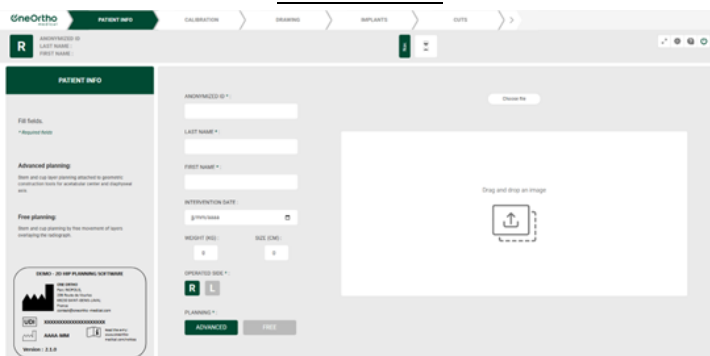 OneOrtho
medical
PATIENT INFO
CALIBRATION
DRAWING
IMPLANTS
CUTS
R
ANONYMIZED ID
LAST NAME :
FIRST NAME :
PATIENT INFO
Fill fields.
* Required fields
Advanced planning:
Stem and cup layer planning attached to geometric
construction tools for acetabular center and diaphyseal
axis.
Free planning:
Stem and cup planning by free movement of layers
overlaying the radiograph.
DEMO - 2D HIP PLANNING SOFTWARE
ONE ORTHO
France
UDI
AAAA-MM
Version : 2.1.0
ANONYMIZED ID * :
LAST NAME * :
FIRST NAME * :
INTERVENTION DATE :
jj/mm/aaaa
WEIGHT (KG) :
SIZE (CM) :
0
0
OPERATED SIDE * :
R
L
PLANNING * :
ADVANCED
FREE
Choose file
Drag and drop an image